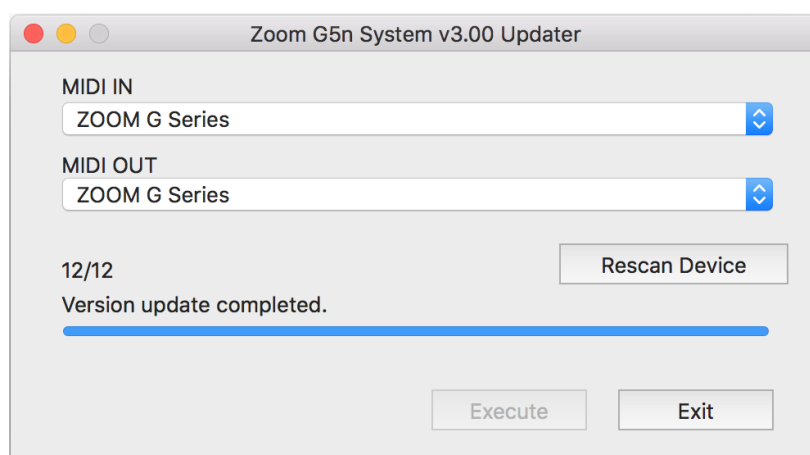 Zoom G5n System v3.00 Updater
MIDI IN
ZOOM G Series
MIDI OUT
ZOOM G Series
Rescan Device
12/12
Version update completed.
Execute
Exit